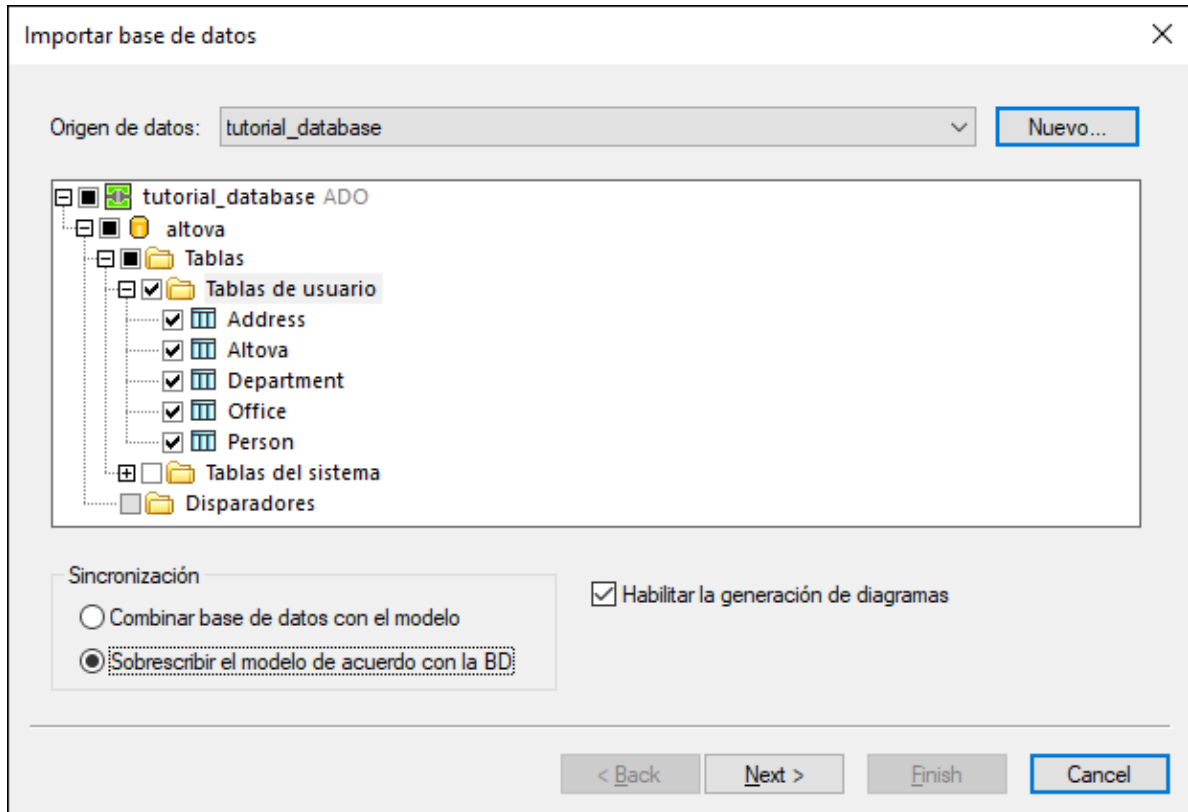 Importar base de datos
Origen de datos: tutorial_database Nuevo...
tutorial_database ADO
altova
Tablas
Tablas de usuario
Address
Altova
Department
Office
Person
Tablas del sistema
Disparadores
Sincronización
Combinar base de datos con el modelo
Sobrescribir el modelo de acuerdo con la BD
Habilitar la generación de diagramas
< Back Next > Finish Cancel